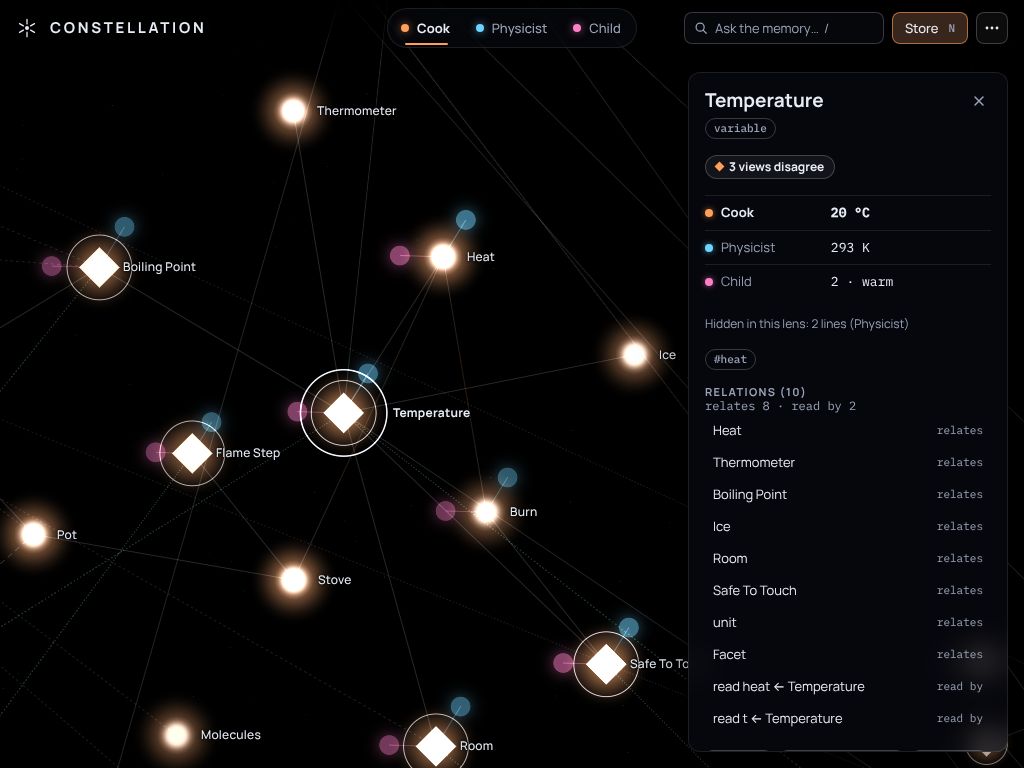 CONSTELLATION
Cook
Physicist
Child
Ask the memory... /
Store N
Thermometer
Boiling Point
Heat
Ice
Temperature
Flame Step
Burn
Pot
Stove
Safe To To
Molecules
Room
Temperature
variable
3 views disagree
Cook 20 °C
Physicist 293 K
Child 2 · warm
Hidden in this lens: 2 lines (Physicist)
#heat
RELATIONS (10)
relates 8 · read by 2
Heat relates
Thermometer relates
Boiling Point relates
Ice relates
Room relates
Safe To Touch relates
unit relates
Facet relates
read heat ← Temperature read by
read t ← Temperature read by